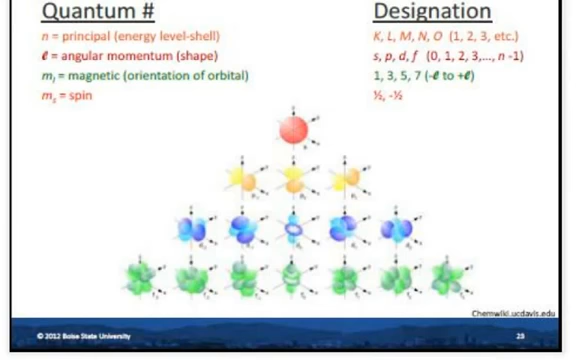 Quantum #
Designation
n = principal (energy level-shell)
K, L, M, N, O (1, 2, 3, etc.)
ℓ = angular momentum (shape)
s, p, d, f (0, 1, 2, 3,..., n -1)
mₗ = magnetic (orientation of orbital)
1, 3, 5, 7 (-ℓ to +ℓ)
mₛ = spin
½, -½
Chemwiki.ucdavis.edu
© 2012 Boise State University
23